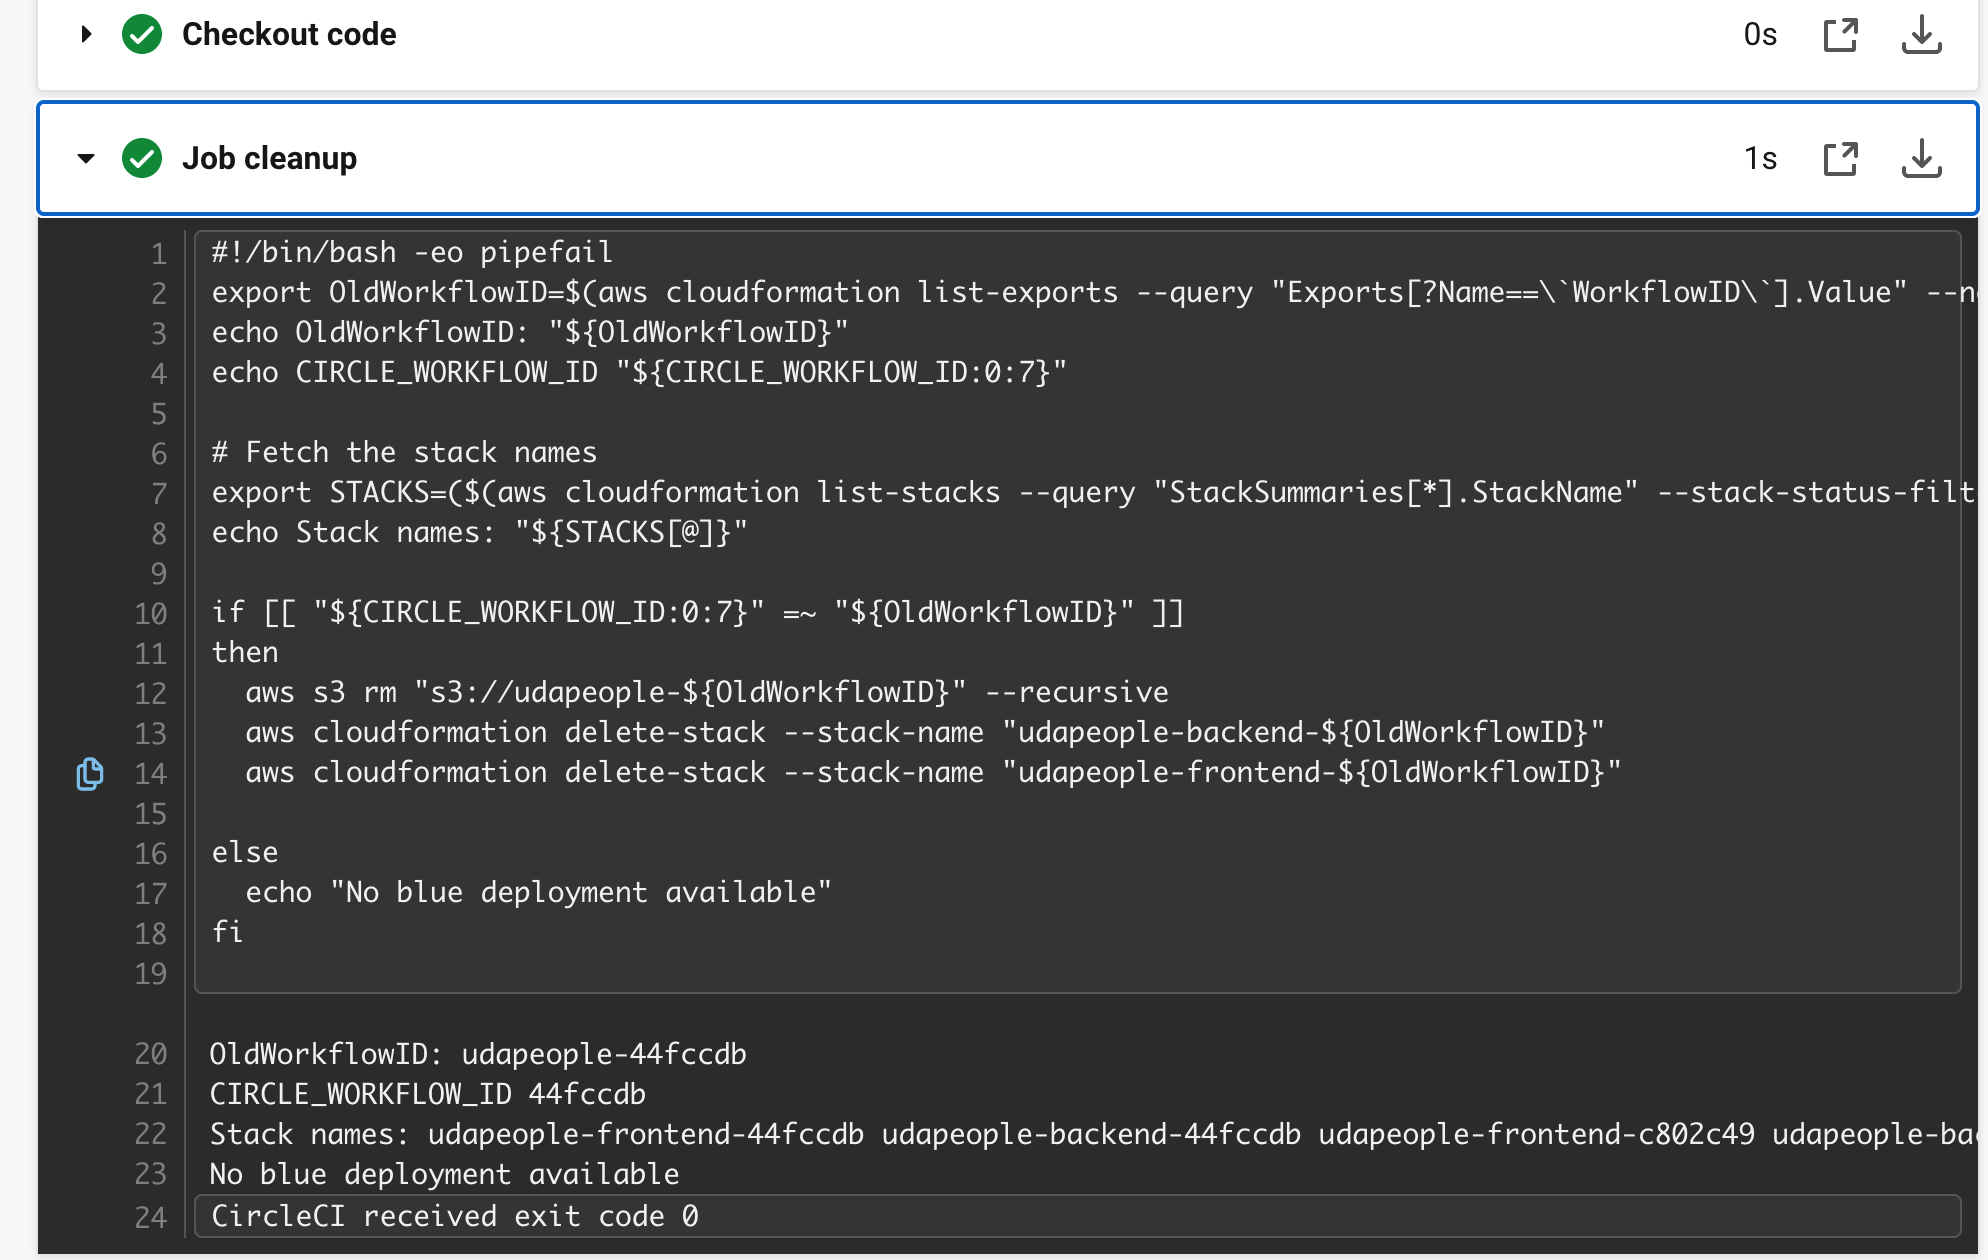 Checkout code 0s
Job cleanup 1s
1 #!/bin/bash -eo pipefail
2 export OldWorkflowID=$(aws cloudformation list-exports --query "Exports[?Name==\`WorkflowID\`].Value" --n
3 echo OldWorkflowID: "${OldWorkflowID}"
4 echo CIRCLE_WORKFLOW_ID "${CIRCLE_WORKFLOW_ID:0:7}"
5
6 # Fetch the stack names
7 export STACKS=($(aws cloudformation list-stacks --query "StackSummaries[*].StackName" --stack-status-filt
8 echo Stack names: "${STACKS[@]}"
9
10 if [[ "${CIRCLE_WORKFLOW_ID:0:7}" =~ "${OldWorkflowID}" ]]
11 then
12   aws s3 rm "s3://udapeople-${OldWorkflowID}" --recursive
13   aws cloudformation delete-stack --stack-name "udapeople-backend-${OldWorkflowID}"
14   aws cloudformation delete-stack --stack-name "udapeople-frontend-${OldWorkflowID}"
15
16 else
17   echo "No blue deployment available"
18 fi
19
20 OldWorkflowID: udapeople-44fccdb
21 CIRCLE_WORKFLOW_ID 44fccdb
22 Stack names: udapeople-frontend-44fccdb udapeople-backend-44fccdb udapeople-frontend-c802c49 udapeople-ba
23 No blue deployment available
24 CircleCI received exit code 0